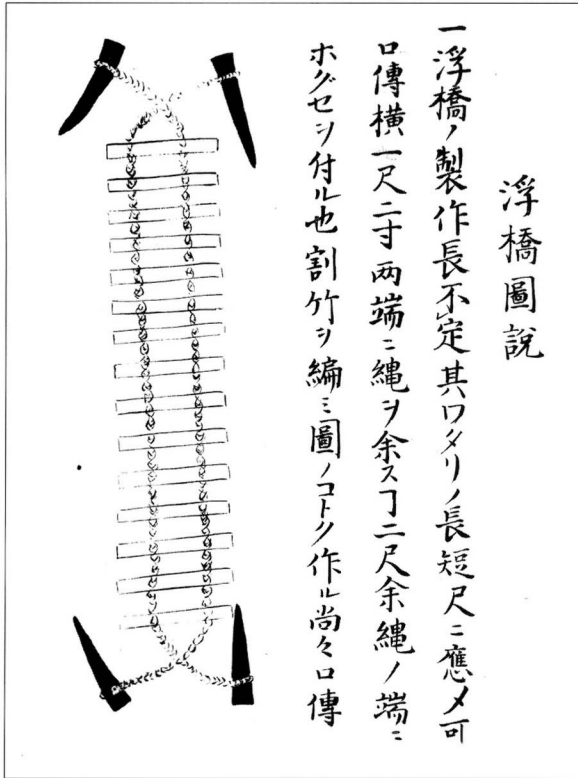 浮橋圖説
一浮橋ノ製作長不定其ワタリノ長短尺ニ應メ可
口傳横一尺二寸両端ニ縄ヲ余スヿ二尺余縄ノ端ニ
ホグセヲ付ル也割竹ヲ編ミ圖ノコトク作ル尚々口傳